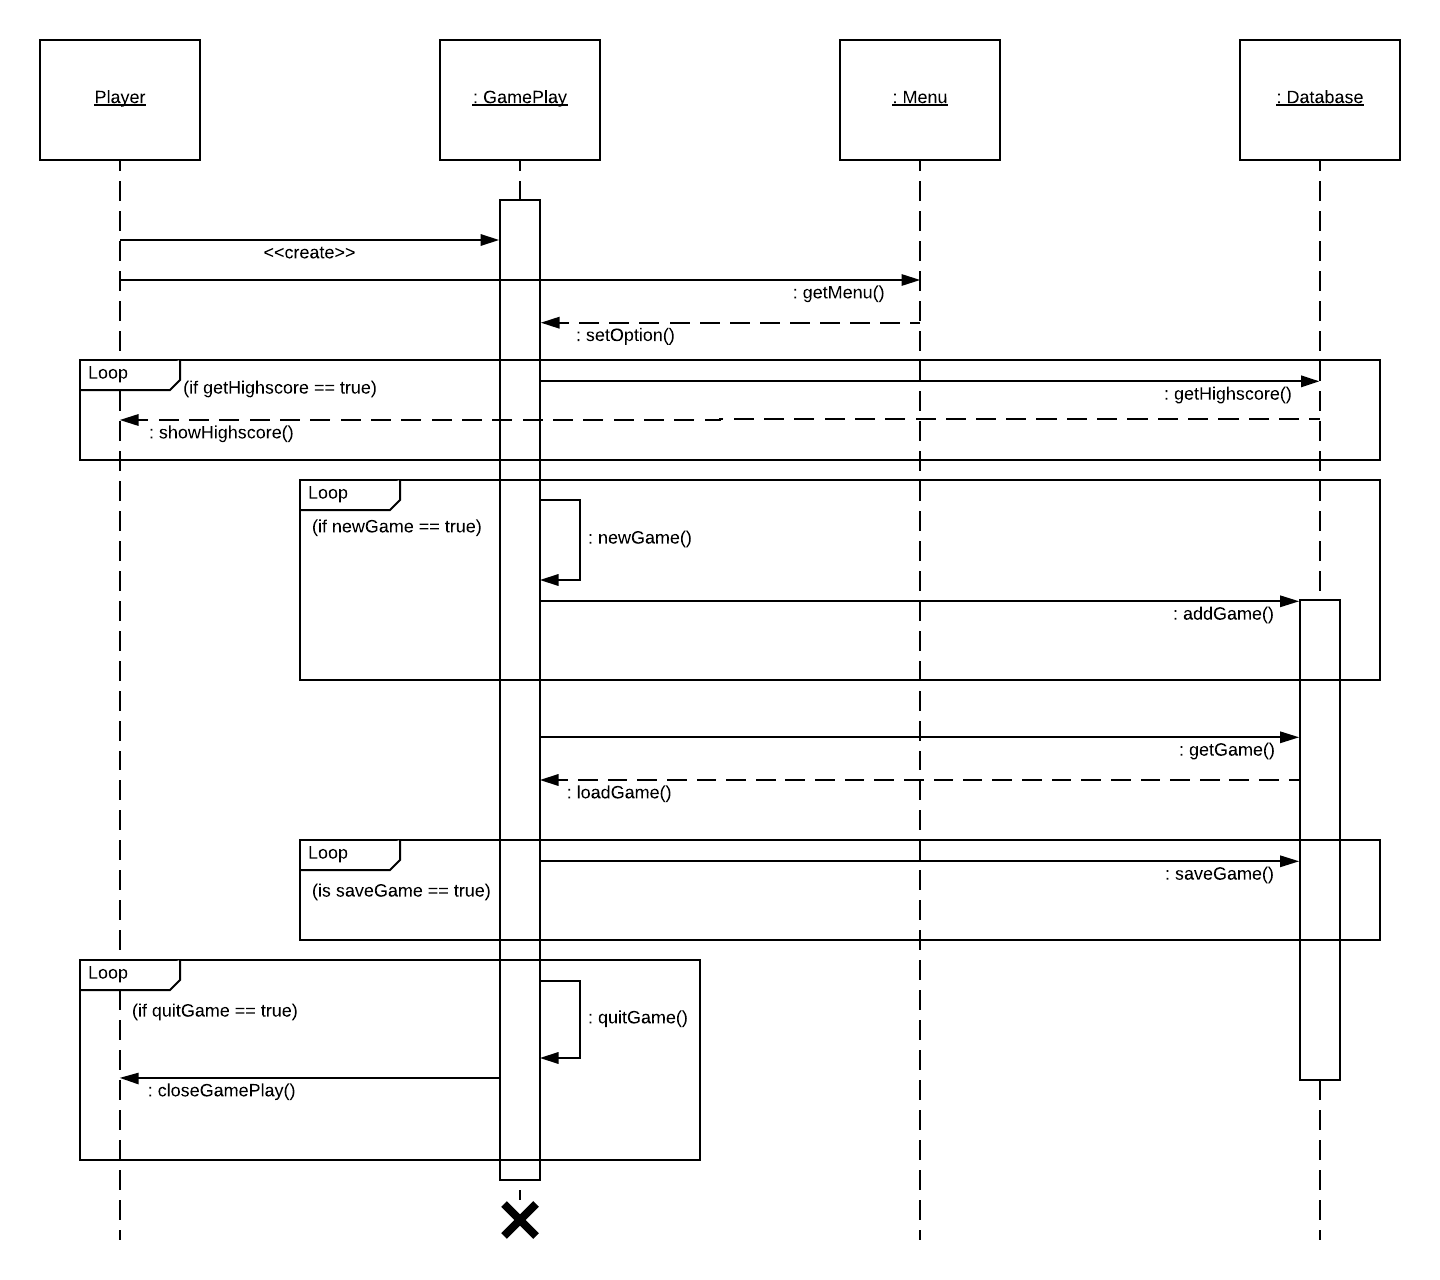 Player
: GamePlay
: Menu
: Database
<<create>>
: getMenu()
: setOption()
Loop
(if getHighscore == true)
: getHighscore()
: showHighscore()
Loop
(if newGame == true)
: newGame()
: addGame()
: getGame()
: loadGame()
Loop
(is saveGame == true)
: saveGame()
Loop
(if quitGame == true)
: quitGame()
: closeGamePlay()